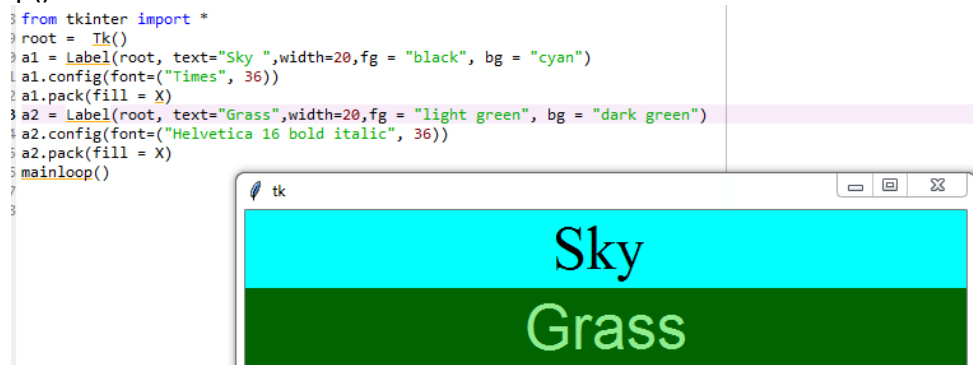 from tkinter import *
root =  Tk()
a1 = Label(root, text="Sky ",width=20,fg = "black", bg = "cyan")
a1.config(font=("Times", 36))
a1.pack(fill = X)
a2 = Label(root, text="Grass",width=20,fg = "light green", bg = "dark green")
a2.config(font=("Helvetica 16 bold italic", 36))
a2.pack(fill = X)
mainloop()
tk
Sky
Grass